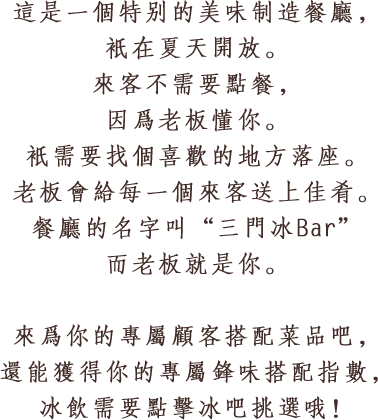 這是一個特别的美味制造餐廳，
衹在夏天開放。
來客不需要點餐，
因爲老板懂你。
衹需要找個喜歡的地方落座。
老板會給每一個來客送上佳肴。
餐廳的名字叫“三門冰Bar”
而老板就是你。
來爲你的專屬顧客搭配菜品吧，
還能獲得你的專屬鋒味搭配指數，
冰飲需要點擊冰吧挑選哦！